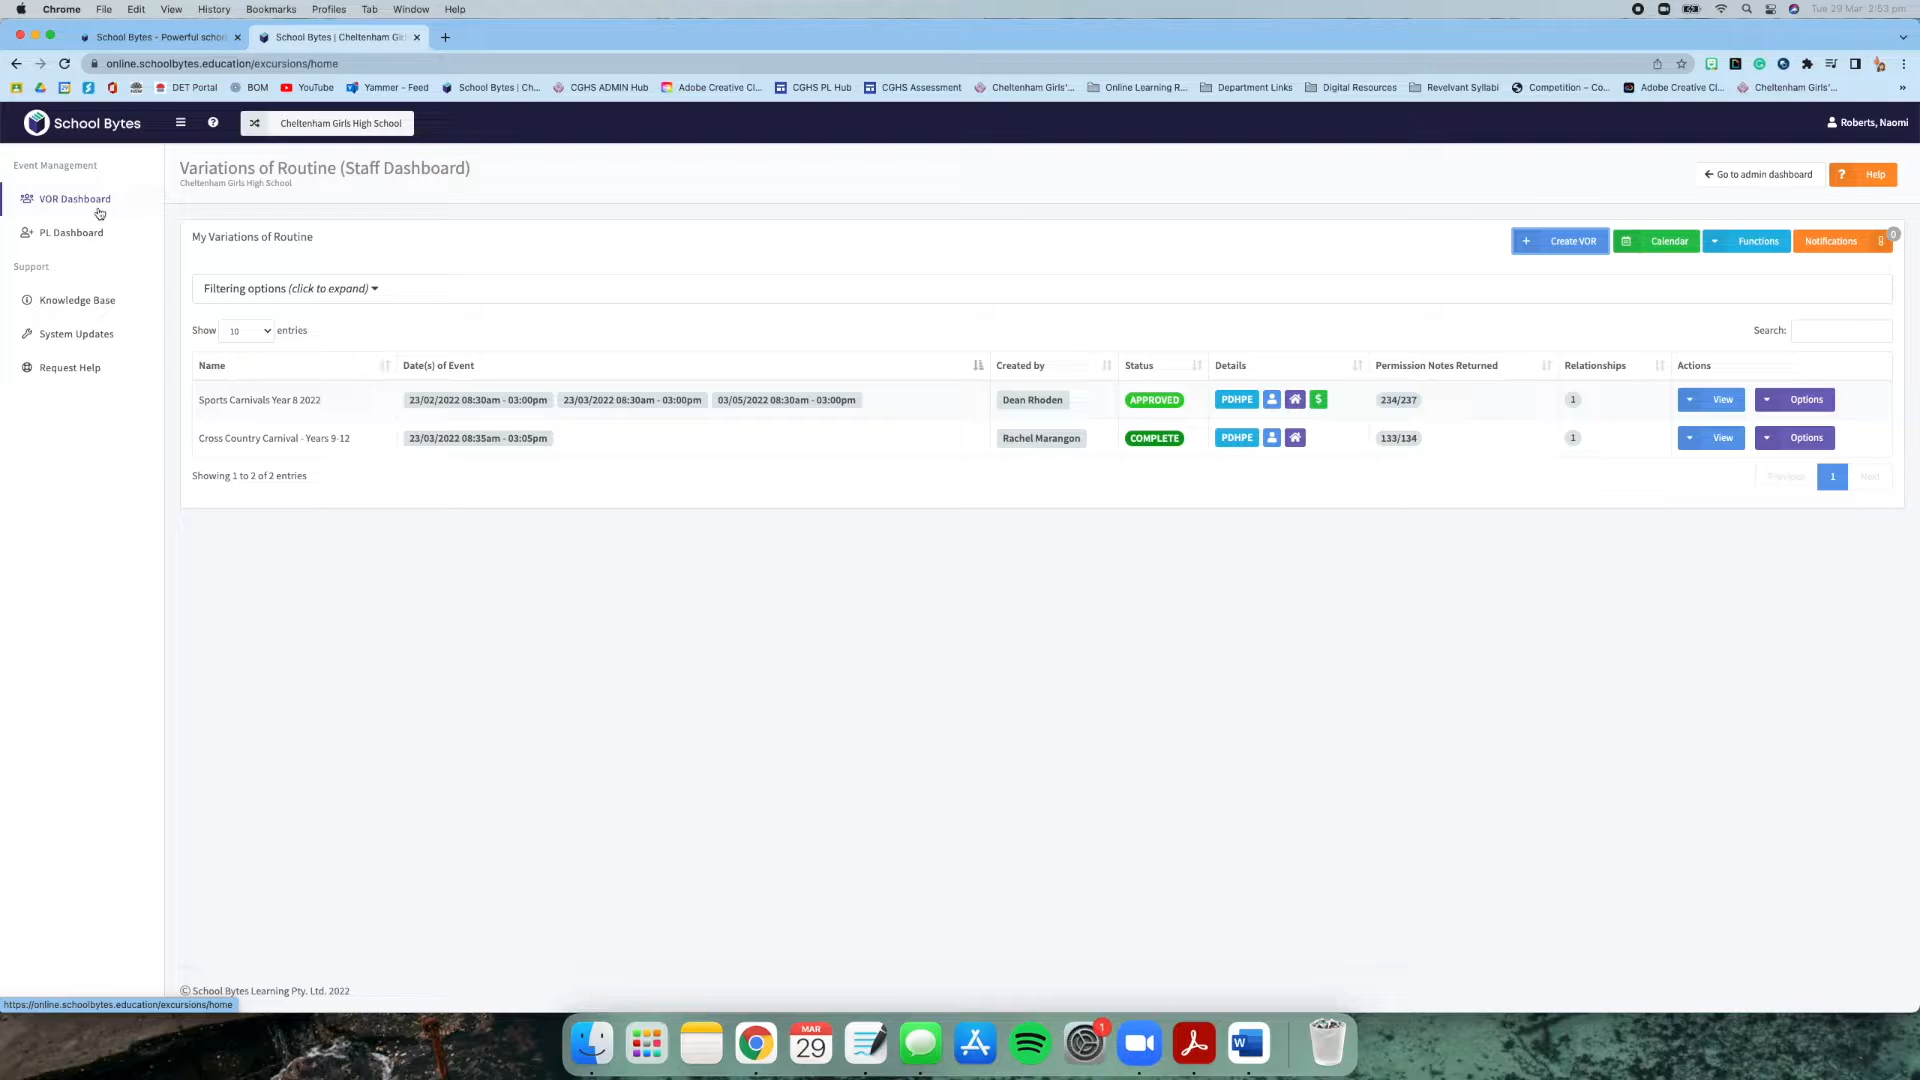 Chrome File Edit View History Bookmarks Profiles Tab Window Help Tue 29 Mar 2:53 pm
School Bytes - Powerful schoo
School Bytes | Cheltenham Gir
online.schoolbytes.education/excursions/home
DET Portal BOM YouTube Yammer – Feed School Bytes | Ch... CGHS ADMIN Hub Adobe Creative Cl... CGHS PL Hub CGHS Assessment Cheltenham Girls'... Online Learning R... Department Links Digital Resources Revelvant Syllabi Competition – Co... Adobe Creative Cl... Cheltenham Girls'... »
School Bytes Cheltenham Girls High School Roberts, Naomi
Event Management
VOR Dashboard
PL Dashboard
Support
Knowledge Base
System Updates
Request Help
Variations of Routine (Staff Dashboard)
Cheltenham Girls High School
Go to admin dashboard ? Help
My Variations of Routine
+ Create VOR Calendar Functions Notifications 0
Filtering options (click to expand)
Show 10 entries Search:
Name Date(s) of Event Created by Status Details Permission Notes Returned Relationships Actions
Sports Carnivals Year 8 2022 23/02/2022 08:30am - 03:00pm 23/03/2022 08:30am - 03:00pm 03/05/2022 08:30am - 03:00pm Dean Rhoden APPROVED PDHPE $ 234/237 1 View Options
Cross Country Carnival - Years 9-12 23/03/2022 08:35am - 03:05pm Rachel Marangon COMPLETE PDHPE 133/134 1 View Options
Showing 1 to 2 of 2 entries Previous 1 Next
© School Bytes Learning Pty. Ltd. 2022
https://online.schoolbytes.education/excursions/home
MAR
29
1
W